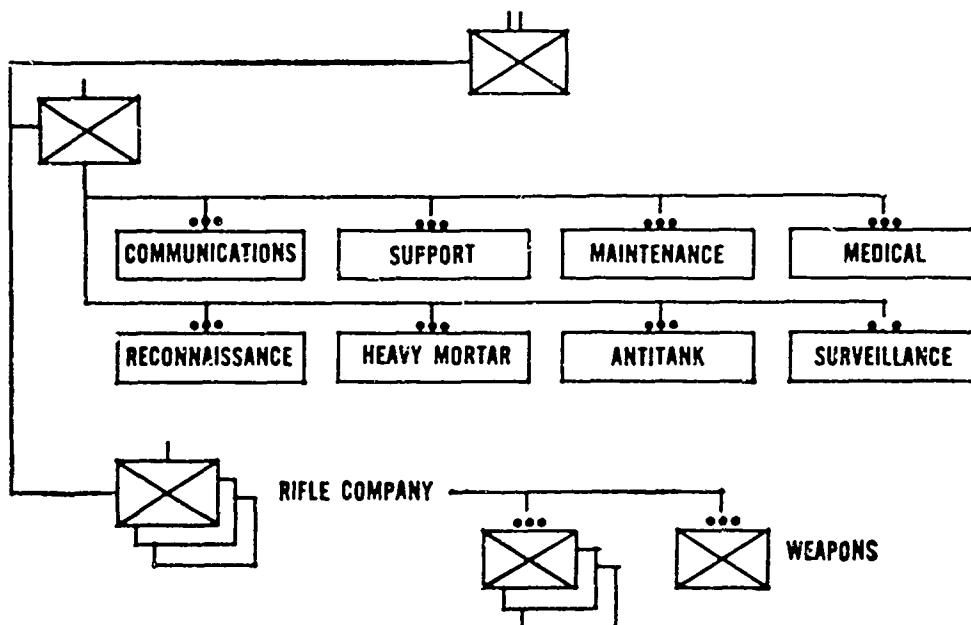 COMMUNICATIONS
SUPPORT
MAINTENANCE
MEDICAL
RECONNAISSANCE
HEAVY MORTAR
ANTITANK
SURVEILLANCE
RIFLE COMPANY
WEAPONS